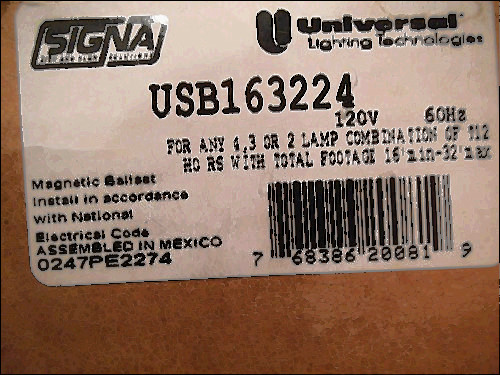 SIGNA
Universal
Lighting Technologies
USB163224
120V 60Hz
FOR ANY 4,3 OR 2 LAMP COMBINATION OF T12
HO RS WITH TOTAL FOOTAGE 16'min-32'max
Magnetic Ballast
Install in accordance
with National
Electrical Code
ASSEMBLED IN MEXICO
0247PE2274
7 68386 20081 9